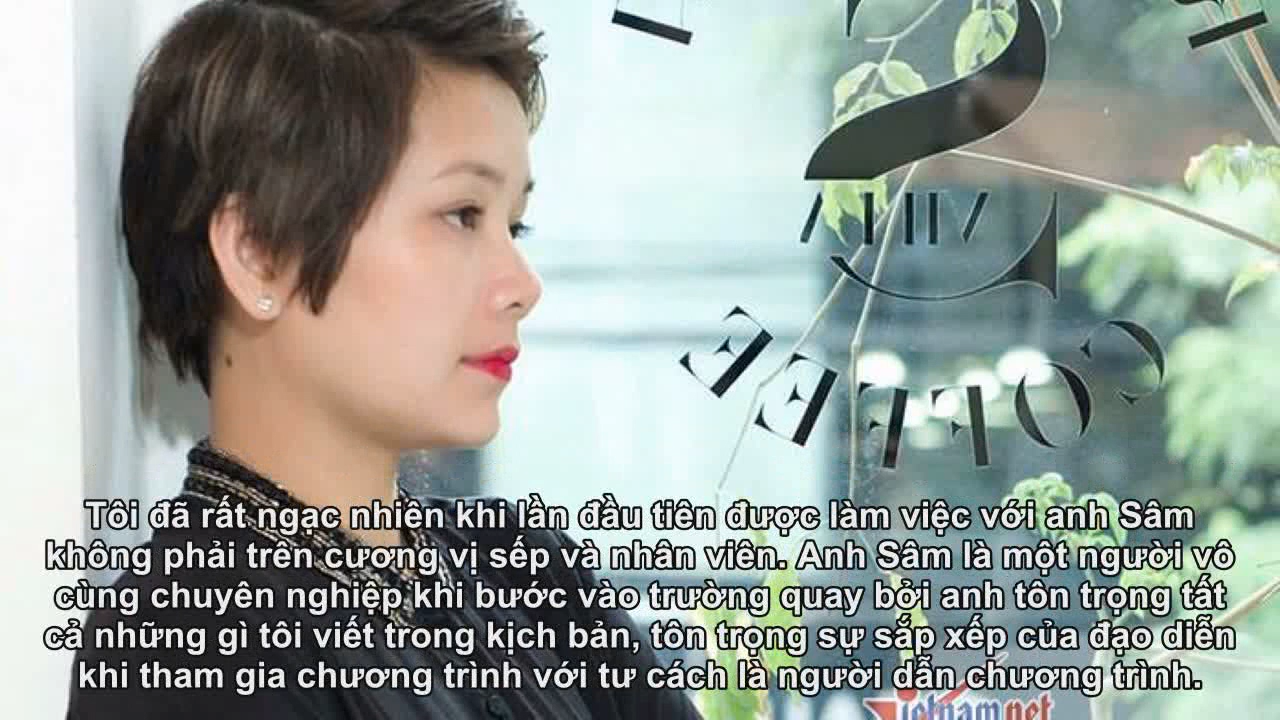 COFFEE
Tôi đã rất ngạc nhiên khi lần đầu tiên được làm việc với anh Sâm
không phải trên cương vị sếp và nhân viên. Anh Sâm là một người vô
cùng chuyên nghiệp khi bước vào trường quay bởi anh tôn trọng tất
cả những gì tôi viết trong kịch bản, tôn trọng sự sắp xếp của đạo diễn
khi tham gia chương trình với tư cách là người dẫn chương trình.
ietnam.net